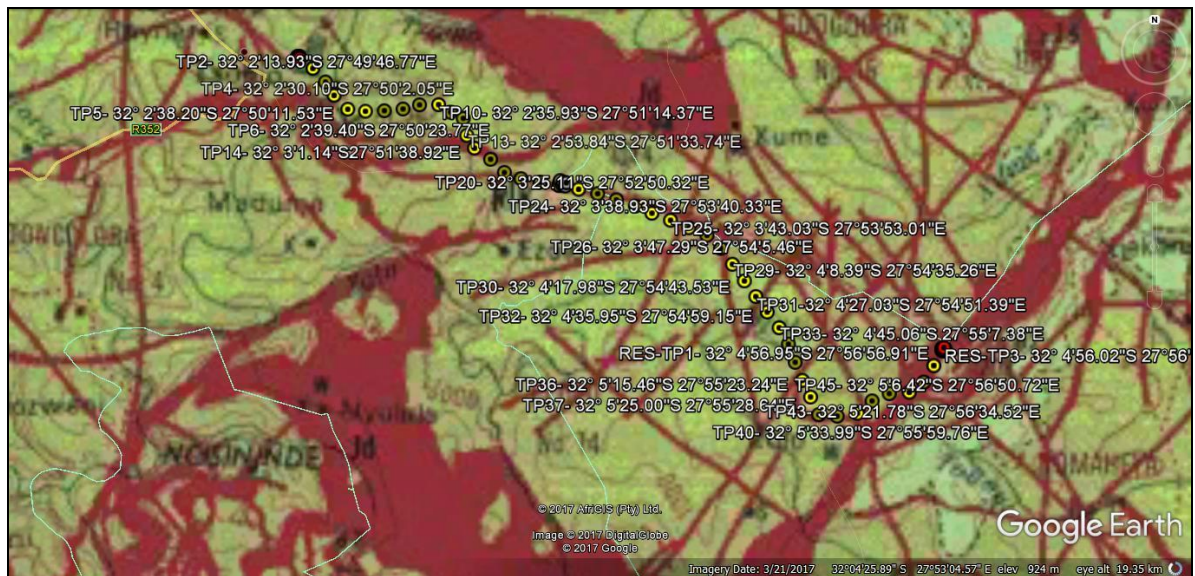 TP2- 32° 2'13.93"S 27°49'46.77"E
TP4- 32° 2'30.10"S 27°50'2.05"E
TP5- 32° 2'38.20"S 27°50'11.53"E
TP10- 32° 2'35.93"S 27°51'14.37"E
R352
TP6- 32° 2'39.40"S 27°50'23.77"E
TP13- 32° 2'53.84"S 27°51'33.74"E
Xume
TP14- 32° 3'1.14"S27°51'38.92"E
TP20- 32° 3'25.11"S 27°52'50.32"E
TP24- 32° 3'38.93"S 27°53'40.33"E
TP25- 32° 3'43.03"S 27°53'53.01"E
TP26- 32° 3'47.29"S 27°54'5.46"E
TP29- 32° 4'8.39"S 27°54'35.26"E
TP30- 32° 4'17.98"S 27°54'43.53"E
TP31-32° 4'27.03"S 27°54'51.39"E
TP32- 32° 4'35.95"S 27°54'59.15"E
TP33- 32° 4'45.06"S 27°55'7.38"E
RES-TP1- 32° 4'56.95"S 27°56'56.91"E
RES-TP3- 32° 4'56.02"S 27°56'
TP36- 32° 5'15.46"S 27°55'23.24"E
TP45- 32° 5'6.42"S 27°56'50.72"E
TP37- 32° 5'25.00"S 27°55'28.64"E
TP43- 32° 5'21.78"S 27°56'34.52"E
TP40- 32° 5'33.99"S 27°55'59.76"E
NOSININDE
Jd
N
© 2017 AfriGIS (Pty) Ltd.
Image © 2017 DigitalGlobe
© 2017 Google
Google Earth
Imagery Date: 3/21/2017 32°04'25.89" S 27°53'04.57" E elev 924 m eye alt 19.35 km